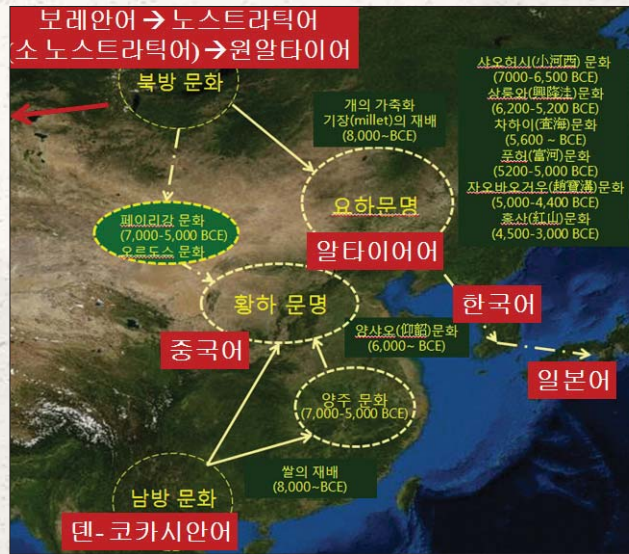 보레안어 → 노스트라틱어
(소 노스트라틱어) → 원알타이어
북방 문화
개의 가축화
기장(millet)의 재배
(8,000~BCE)
샤오허시(小河西) 문화
(7000-6,500 BCE)
상룽와(興隆洼) 문화
(6,200-5,200 BCE)
차하이(查海)문화
(5,600 ~ BCE)
푸허(富河)문화
(5200-5,000 BCE)
자오바오거우(趙寶溝)
(5,000-4,400 BCE)
홍산(紅山)문화
(4,500-3,000 BCE)
요하문명
알타이어어
페이리강 문화
(7,000-5,000 BCE)
오르도스 문화
황하 문명
중국어
한국어
일본어
양샤오(仰韶)문화
(6,000~ BCE)
양주 문화
(7,000-5,000 BCE)
쌀의 재배
(8,000~BCE)
남방 문화
덴-코카시안어